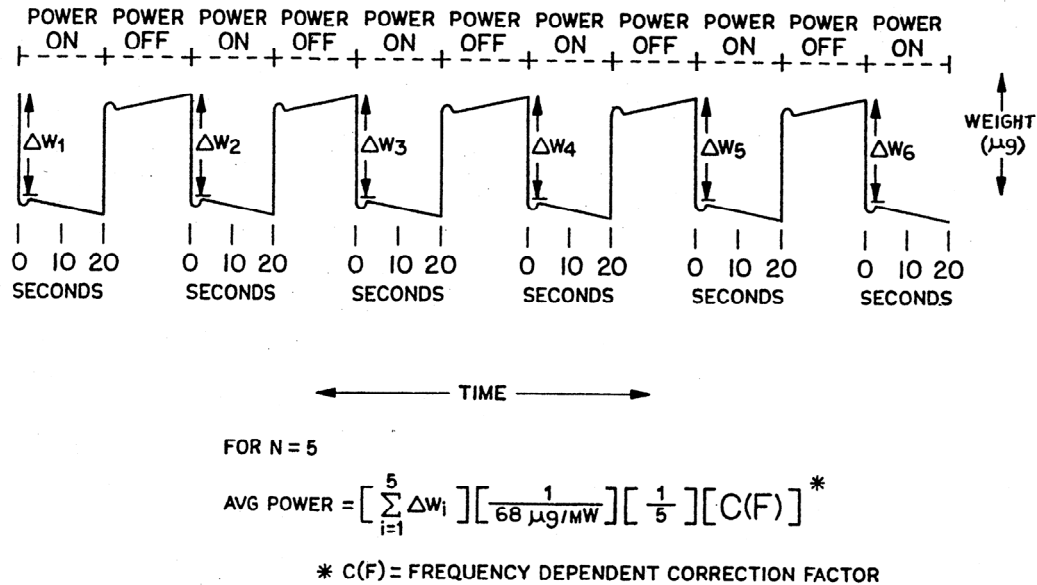 POWER ON POWER OFF POWER ON POWER OFF POWER ON POWER OFF POWER ON POWER OFF POWER ON POWER OFF POWER ON
ΔW1 ΔW2 ΔW3 ΔW4 ΔW5 ΔW6
WEIGHT
(μg)
0 10 20 0 10 20 0 10 20 0 10 20 0 10 20 0 10 20
SECONDS SECONDS SECONDS SECONDS SECONDS SECONDS
TIME
FOR N = 5
AVG POWER = [ 5 Σ i=1 ΔWi ] [ 1 / 68 μg/MW ] [ 1 / 5 ] [ C(F) ] *
* C(F) = FREQUENCY DEPENDENT CORRECTION FACTOR